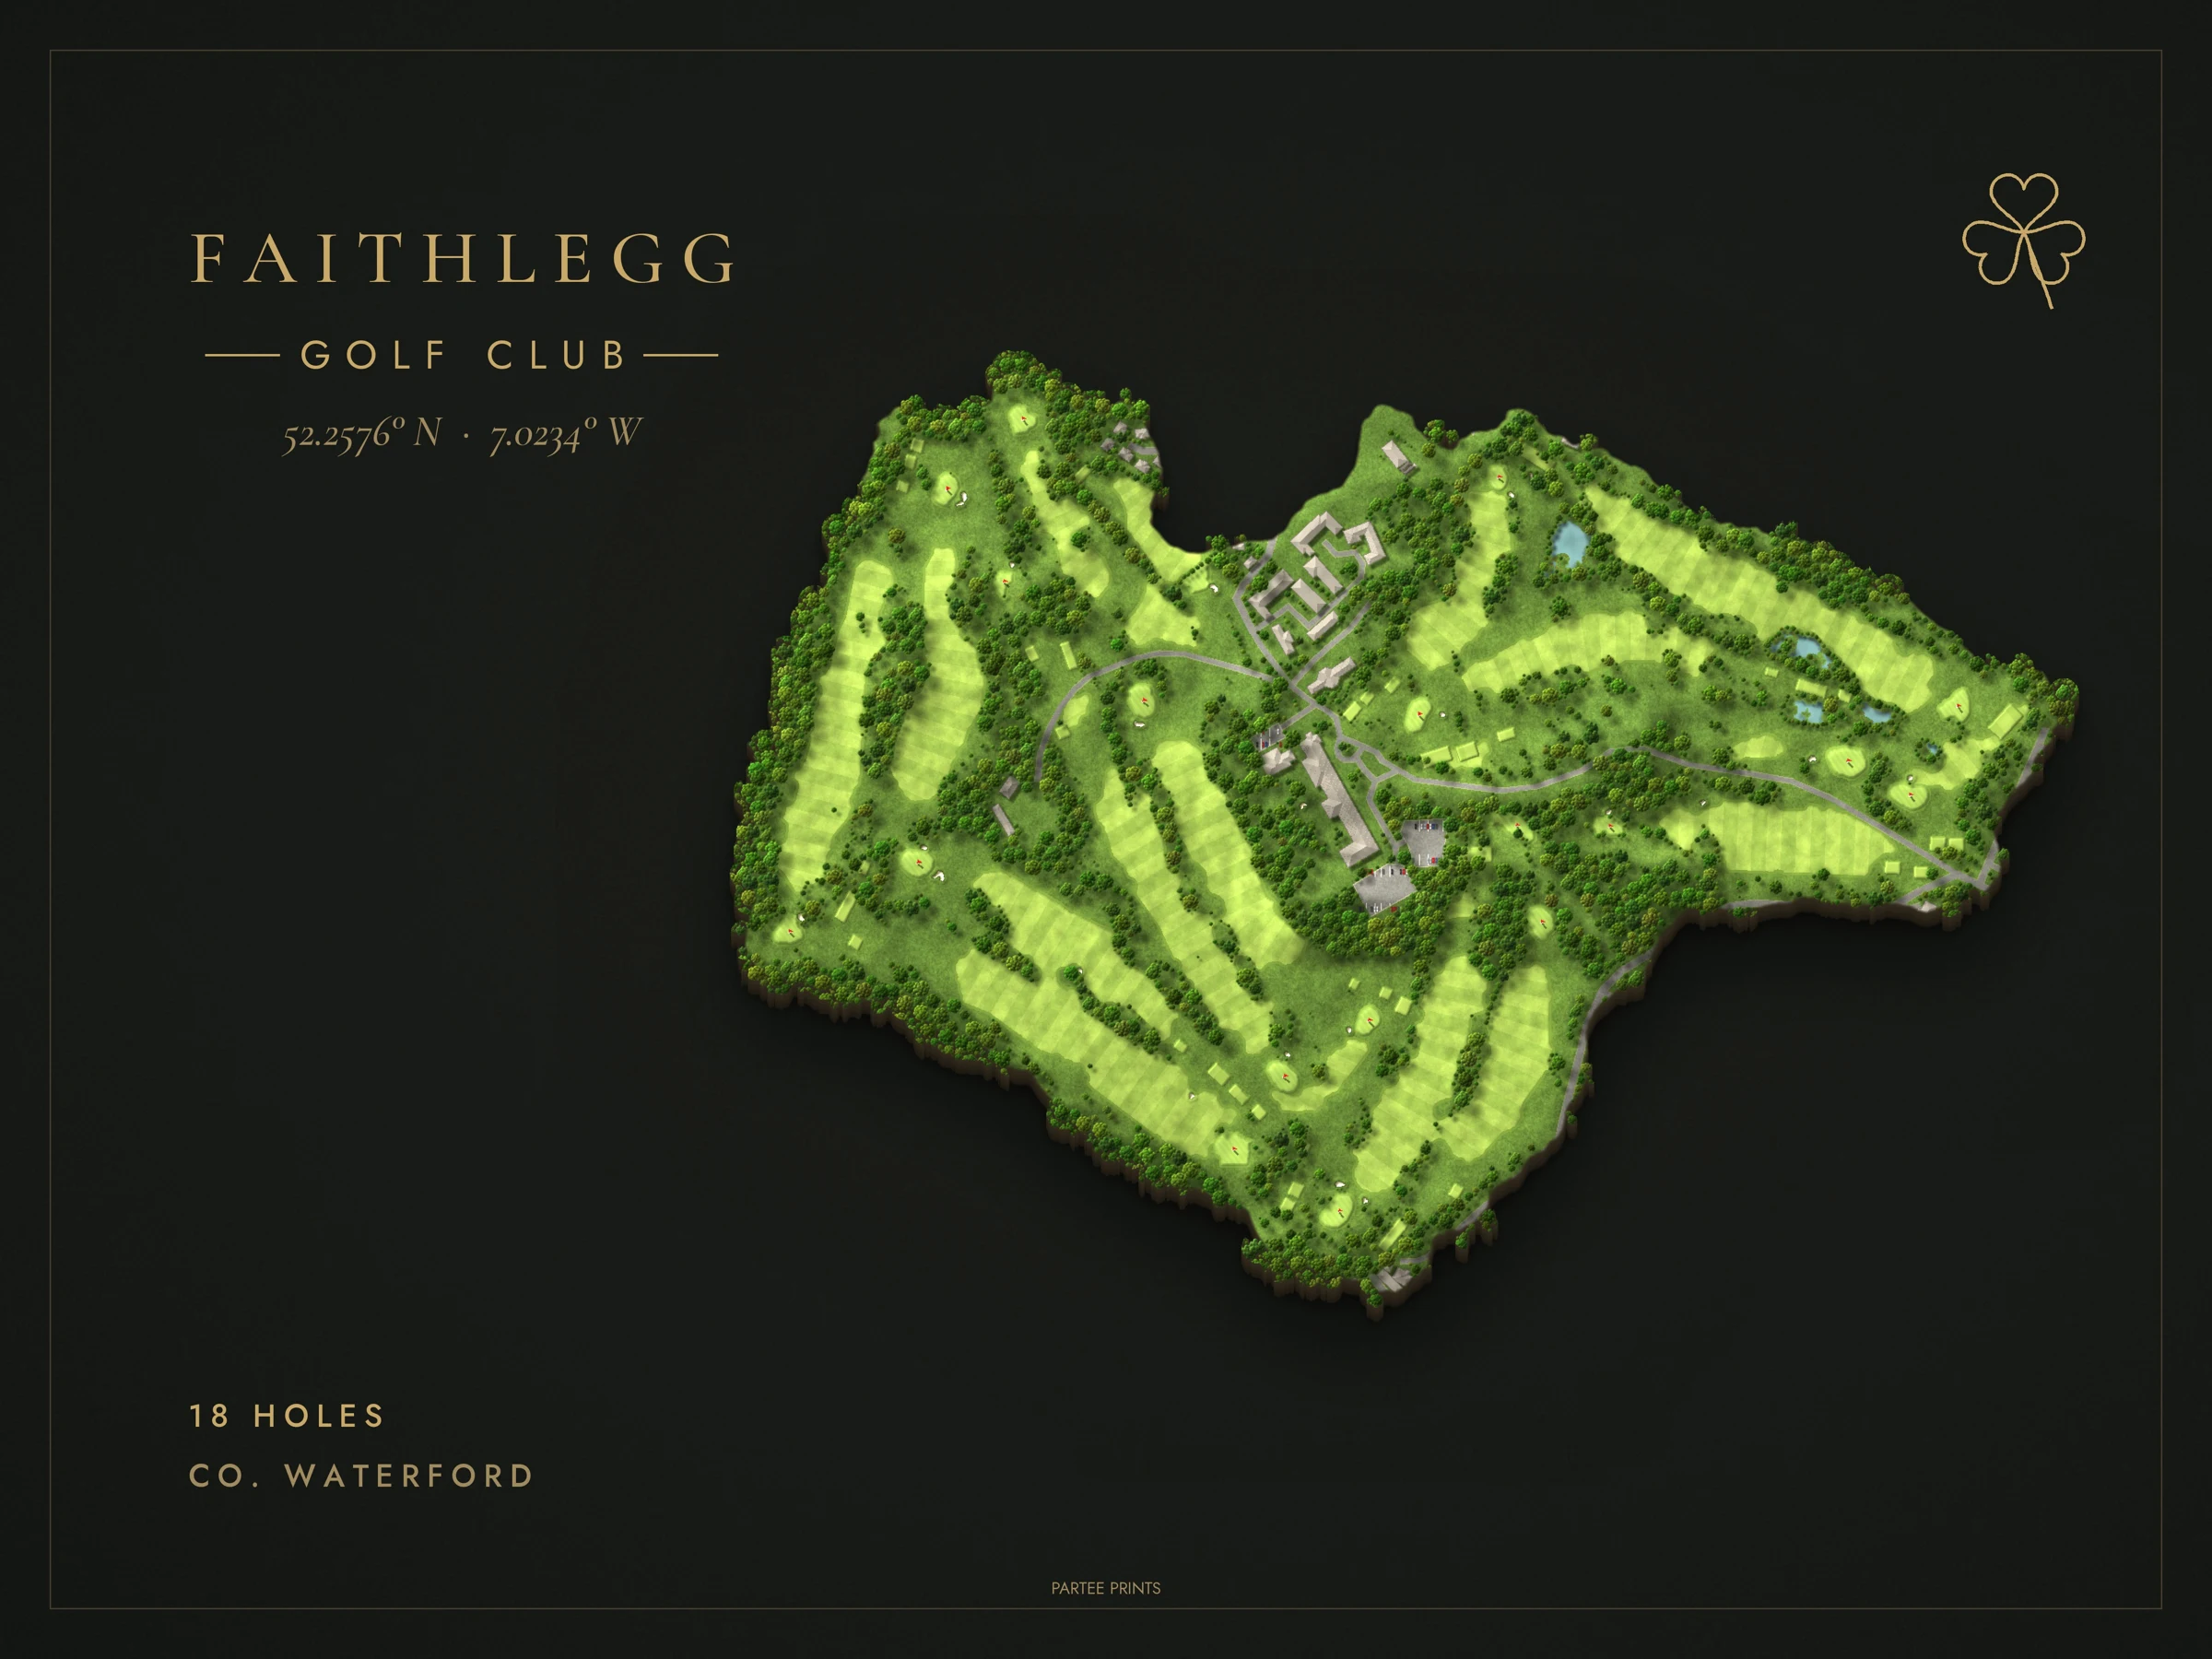 FAITHLEGG
GOLF CLUB
52.2576° N · 7.0234° W
18 HOLES
CO. WATERFORD
PARTEE PRINTS